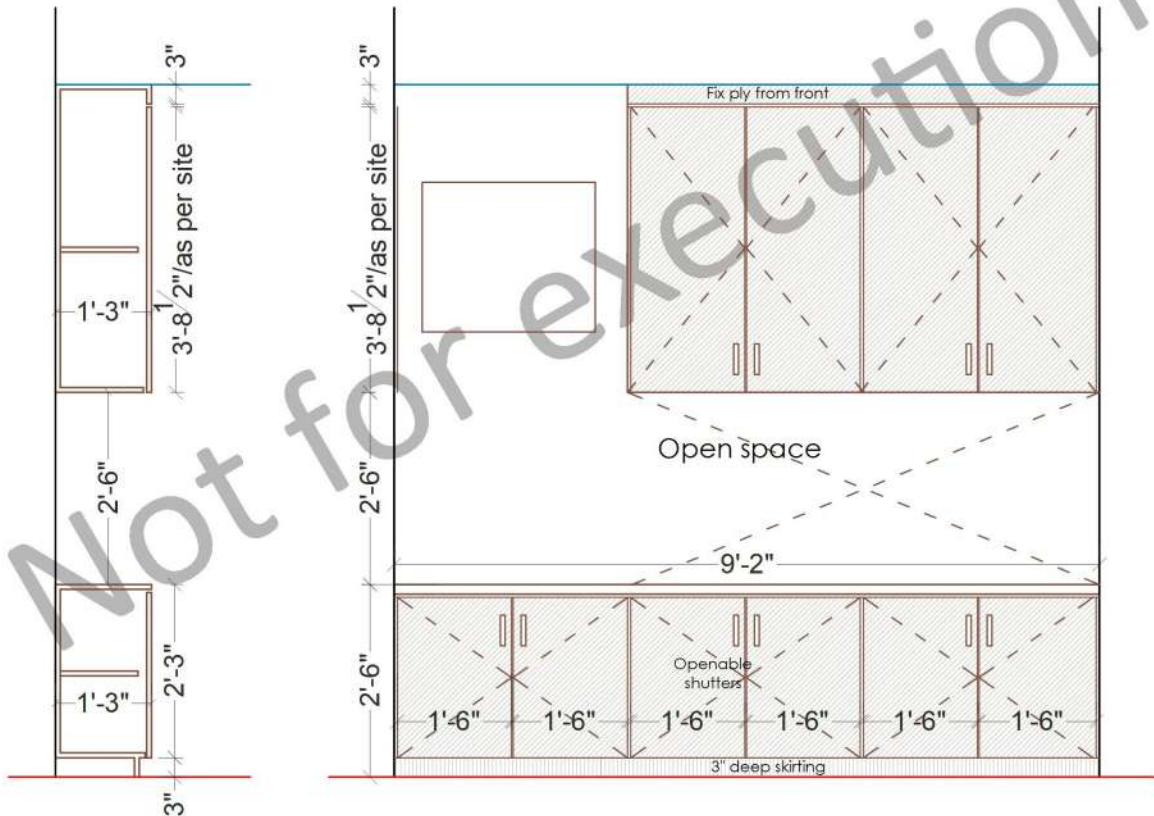 3"
3"
Fix ply from front
3'-8 1/2"/as per site
3'-8 1/2"/as per site
1'-3"
Open space
2'-6"
2'-6"
9'-2"
2'-3"
2'-6"
1'-3"
Openable
shutters
1'-6" 1'-6" 1'-6" 1'-6" 1'-6" 1'-6"
3" deep skirting
3"
Not for execution